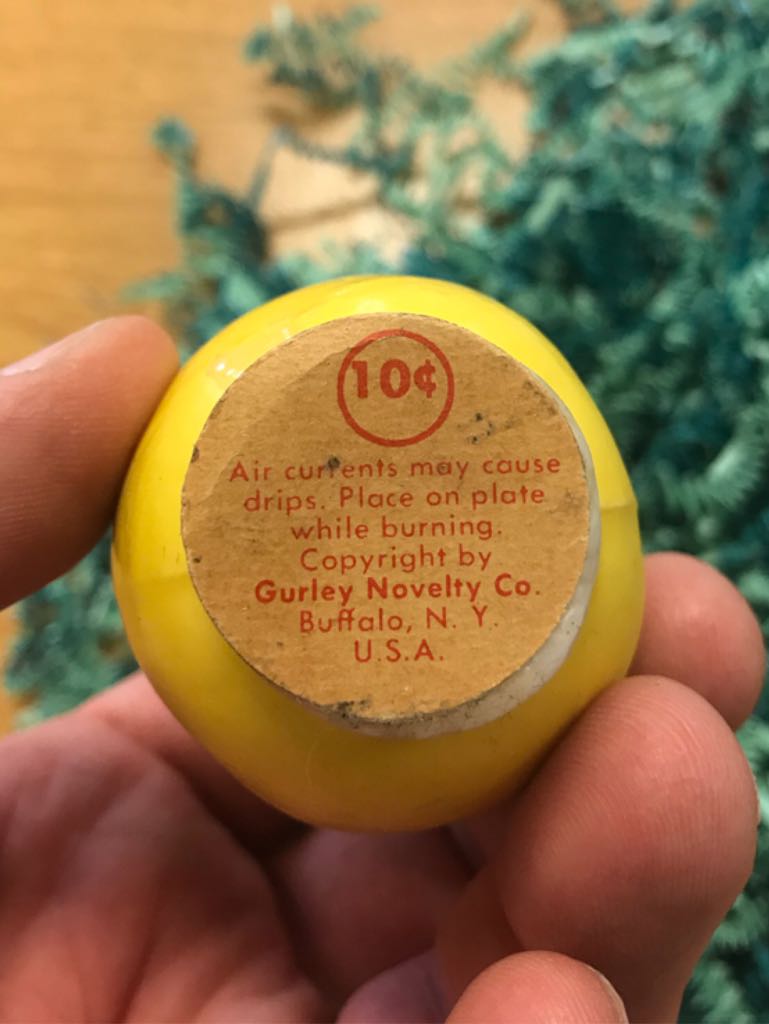 10¢
Air currents may cause
drips. Place on plate
while burning.
Copyright by
Gurley Novelty Co.
Buffalo, N. Y.
U.S.A.